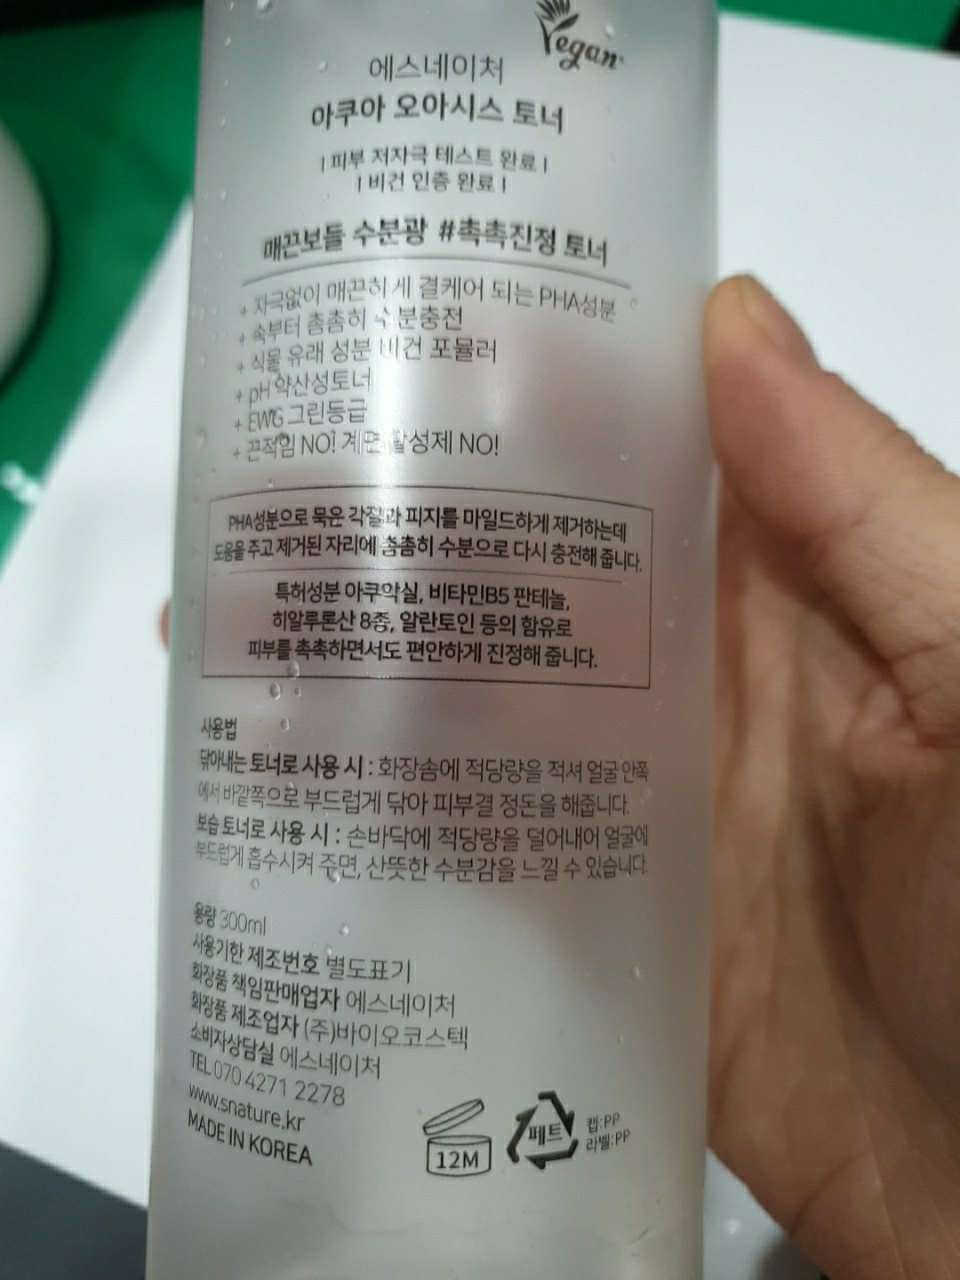 Vegan
에스네이처
아쿠아 오아시스 토너
| 피부 저자극 테스트 완료 |
| 비건 인증 완료 |
매끈보들 수분광 #촉촉진정 토너
+ 자극없이 매끈하게 결케어 되는 PHA성분
+ 속부터 촘촘히 수분충전
+ 식물 유래 성분 비건 포뮬러
+ pH약산성토너
+ EWG 그린등급
+ 끈적임 NO! 계면활성제 NO!
PHA성분으로 묵은 각질과 피지를 마일드하게 제거하는데
도움을 주고 제거된 자리에 촘촘히 수분으로 다시 충전해 줍니다.
특허성분 아쿠악실, 비타민B5 판테놀,
히알루론산 8종, 알란토인 등의 함유로
피부를 촉촉하면서도 편안하게 진정해 줍니다.
사용법
닦아내는 토너로 사용 시 : 화장솜에 적당량을 적셔 얼굴 안쪽
에서 바깥쪽으로 부드럽게 닦아 피부결 정돈을 해줍니다.
보습 토너로 사용 시 : 손바닥에 적당량을 덜어내어 얼굴에
부드럽게 흡수시켜 주면, 산뜻한 수분감을 느낄 수 있습니다.
용량 300ml
사용기한 제조번호 별도표기
화장품 책임판매업자 에스네이처
화장품 제조업자 (주)바이오코스텍
소비자상담실 에스네이처
TEL 070 4271 2278
www.snature.kr
MADE IN KOREA
12M
페트
캡:PP
라벨:PP